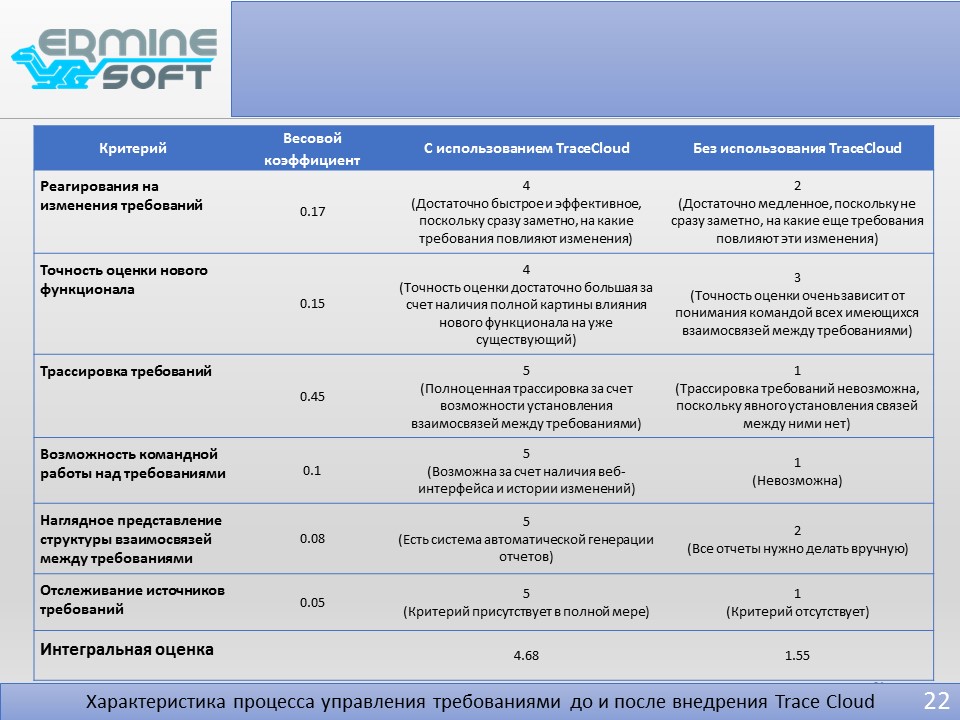 ERMINE
SOFT
Критерий
Весовой
коэффициент
С использованием TraceCloud
Без использования TraceCloud
Реагирования на
изменения требований
0.17
4
(Достаточно быстрое и эффективное,
поскольку сразу заметно, на какие
требования повлияют изменения)
2
(Достаточно медленное, поскольку не
сразу заметно, на какие еще требования
повлияют эти изменения)
Точность оценки нового
функционала
0.15
4
(Точность оценки достаточно большая за
счет наличия полной картины влияния
нового функционала на уже
существующий)
3
(Точность оценки очень зависит от
понимания командой всех имеющихся
взаимосвязей между требованиями)
Трассировка требований
0.45
5
(Полноценная трассировка за счет
возможности установления
взаимосвязей между требованиями)
1
(Трассировка требований невозможна,
поскольку явного установления связей
между ними нет)
Возможность командной
работы над требованиями
0.1
5
(Возможна за счет наличия веб-
интерфейса и истории изменений)
1
(Невозможна)
Наглядное представление
структуры взаимосвязей
между требованиями
0.08
5
(Есть система автоматической генерации
отчетов)
2
(Все отчеты нужно делать вручную)
Отслеживание источников
требований
0.05
5
(Критерий присутствует в полной мере)
1
(Критерий отсутствует)
Интегральная оценка
4.68
1.55
Характеристика процесса управления требованиями до и после внедрения Trace Cloud
22